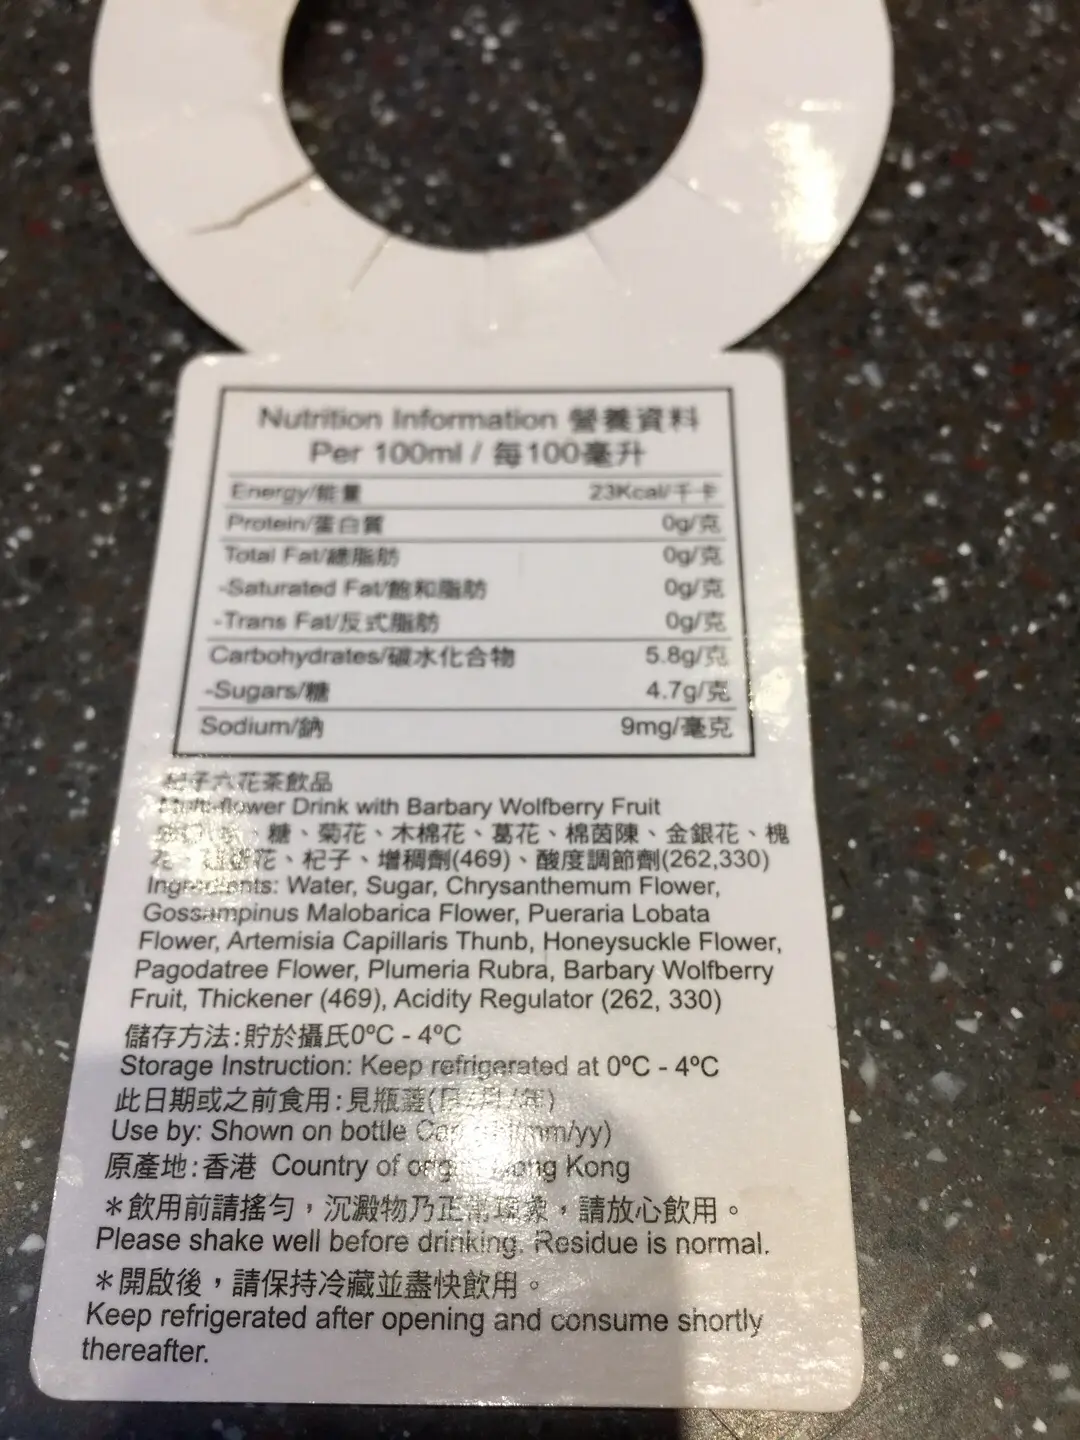 Nutrition Information 營養資料
Per 100ml / 每100毫升
Energy/能量 23Kcal/千卡
Protein/蛋白質 0g/克
Total Fat/總脂肪 0g/克
-Saturated Fat/飽和脂肪 0g/克
-Trans Fat/反式脂肪 0g/克
Carbohydrates/碳水化合物 5.8g/克
-Sugars/糖 4.7g/克
Sodium/鈉 9mg/毫克
杞子六花茶飲品
Multi-flower Drink with Barbary Wolfberry Fruit
糖、菊花、木棉花、葛花、棉茵陳、金銀花、槐
花、杞子、增稠劑(469)、酸度調節劑(262,330)
Ingredients: Water, Sugar, Chrysanthemum Flower,
Gossampinus Malobarica Flower, Pueraria Lobata
Flower, Artemisia Capillaris Thunb, Honeysuckle Flower,
Pagodatree Flower, Plumeria Rubra, Barbary Wolfberry
Fruit, Thickener (469), Acidity Regulator (262, 330)
儲存方法:貯於攝氏0ºC - 4ºC
Storage Instruction: Keep refrigerated at 0ºC - 4ºC
此日期或之前食用:見瓶蓋(日/月/年)
Use by: Shown on bottle mm/yy)
原產地:香港 Country of origin Hong Kong
＊飲用前請搖勻，沉澱物乃正常現象，請放心飲用。
Please shake well before drinking. Residue is normal.
＊開啟後，請保持冷藏並盡快飲用。
Keep refrigerated after opening and consume shortly
thereafter.